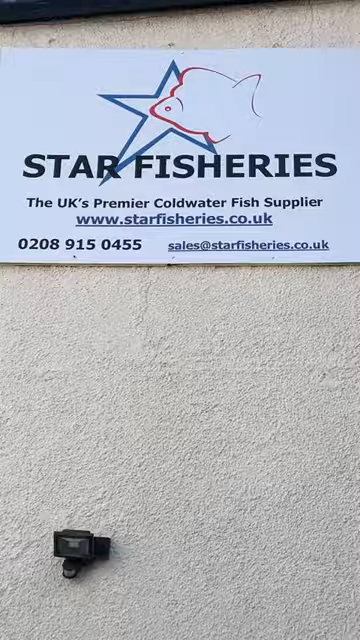 STAR FISHERIES
The UK's Premier Coldwater Fish Supplier
www.starfisheries.co.uk
0208 915 0455 sales@starfisheries.co.uk